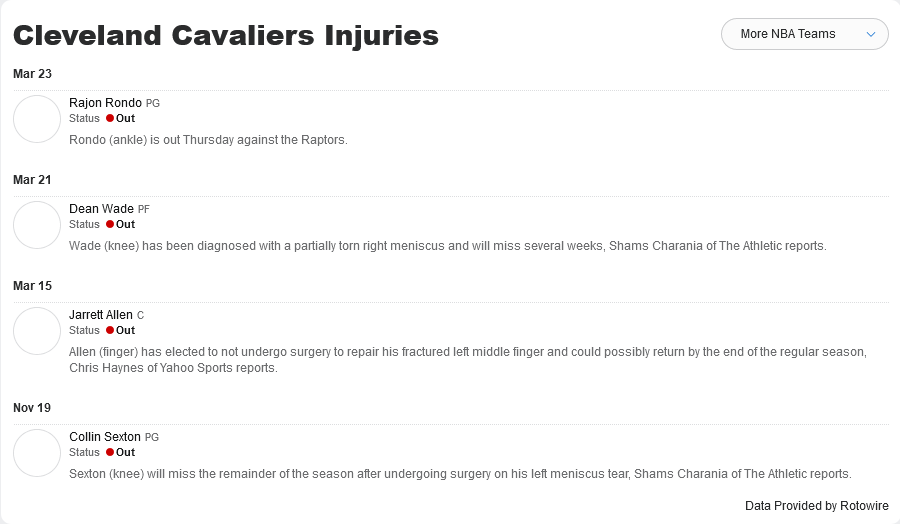 Cleveland Cavaliers Injuries
More NBA Teams
Mar 23
Rajon Rondo PG
Status Out
Rondo (ankle) is out Thursday against the Raptors.
Mar 21
Dean Wade PF
Status Out
Wade (knee) has been diagnosed with a partially torn right meniscus and will miss several weeks, Shams Charania of The Athletic reports.
Mar 15
Jarrett Allen C
Status Out
Allen (finger) has elected to not undergo surgery to repair his fractured left middle finger and could possibly return by the end of the regular season,
Chris Haynes of Yahoo Sports reports.
Nov 19
Collin Sexton PG
Status Out
Sexton (knee) will miss the remainder of the season after undergoing surgery on his left meniscus tear, Shams Charania of The Athletic reports.
Data Provided by Rotowire